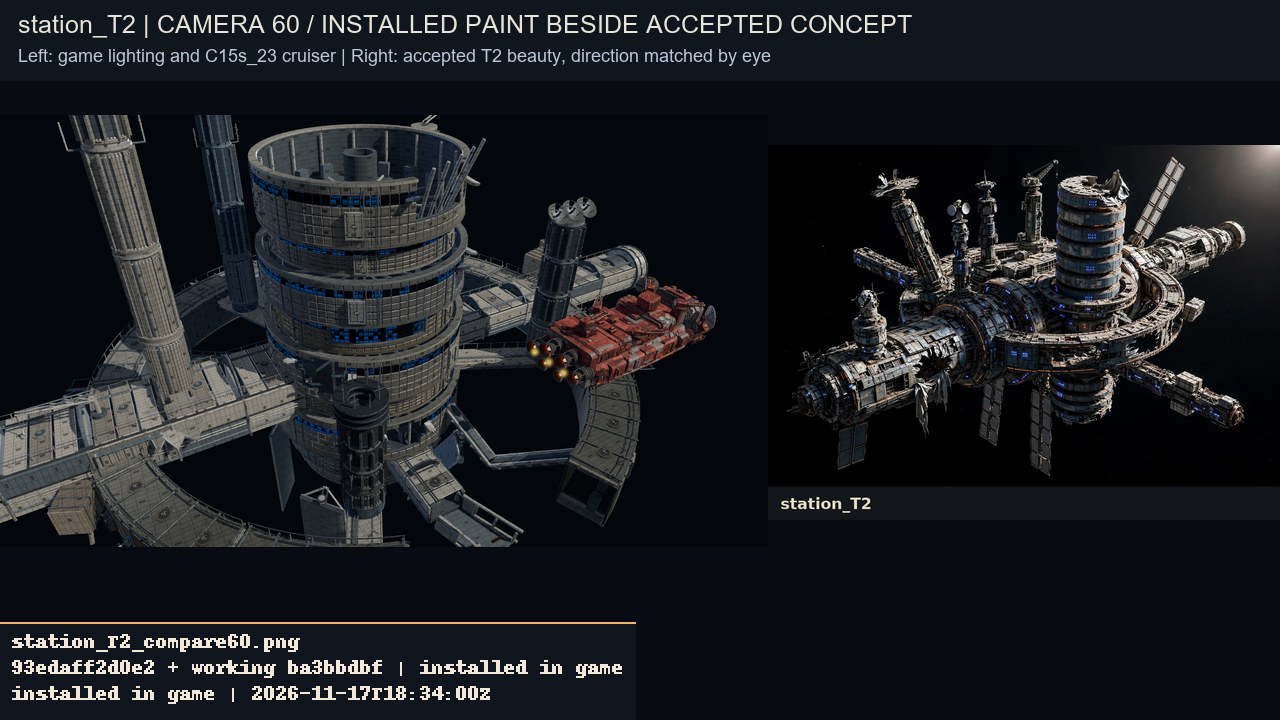 station_T2 | CAMERA 60 / INSTALLED PAINT BESIDE ACCEPTED CONCEPT
Left: game lighting and C15s_23 cruiser | Right: accepted T2 beauty, direction matched by eye
station_T2
station_T2_compare60.png
93edaff2d0e2 + working ba3bbdbf | installed in game
installed in game | 2026-11-17T18:34:00Z